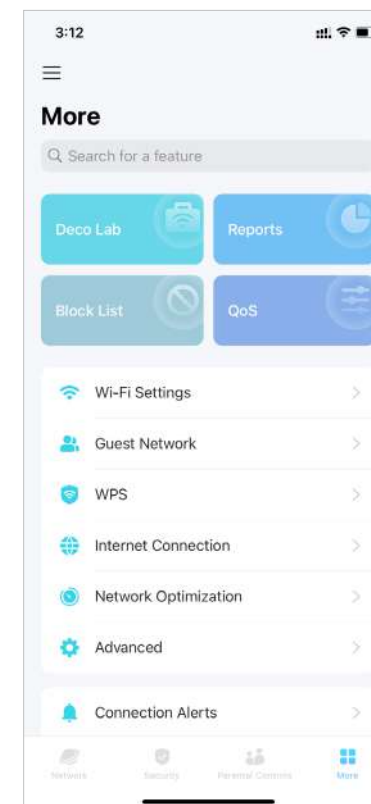 3:12
More
Search for a feature
Deco Lab
Reports
Block List
QoS
Wi-Fi Settings
Guest Network
WPS
Internet Connection
Network Optimization
Advanced
Connection Alerts
Network
Security
Parental Controls
More